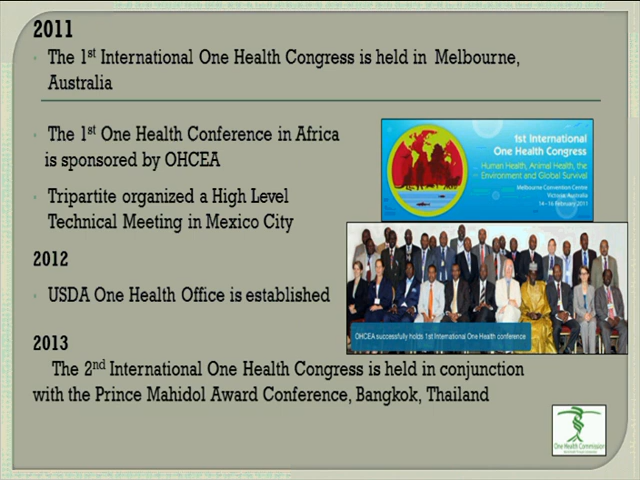 2011
The 1st International One Health Congress is held in Melbourne,
Australia
The 1st One Health Conference in Africa
is sponsored by OHCEA
Tripartite organized a High Level
Technical Meeting in Mexico City
1st International
One Health Congress
Human Health, Animal Health, the
Environment and Global Survival
Melbourne Convention Centre
Victoria Australia
14 - 16 February 2011
OHCEA successfully holds 1st International One Health conference
2012
USDA One Health Office is established
2013
The 2nd International One Health Congress is held in conjunction
with the Prince Mahidol Award Conference, Bangkok, Thailand
One Health Commission